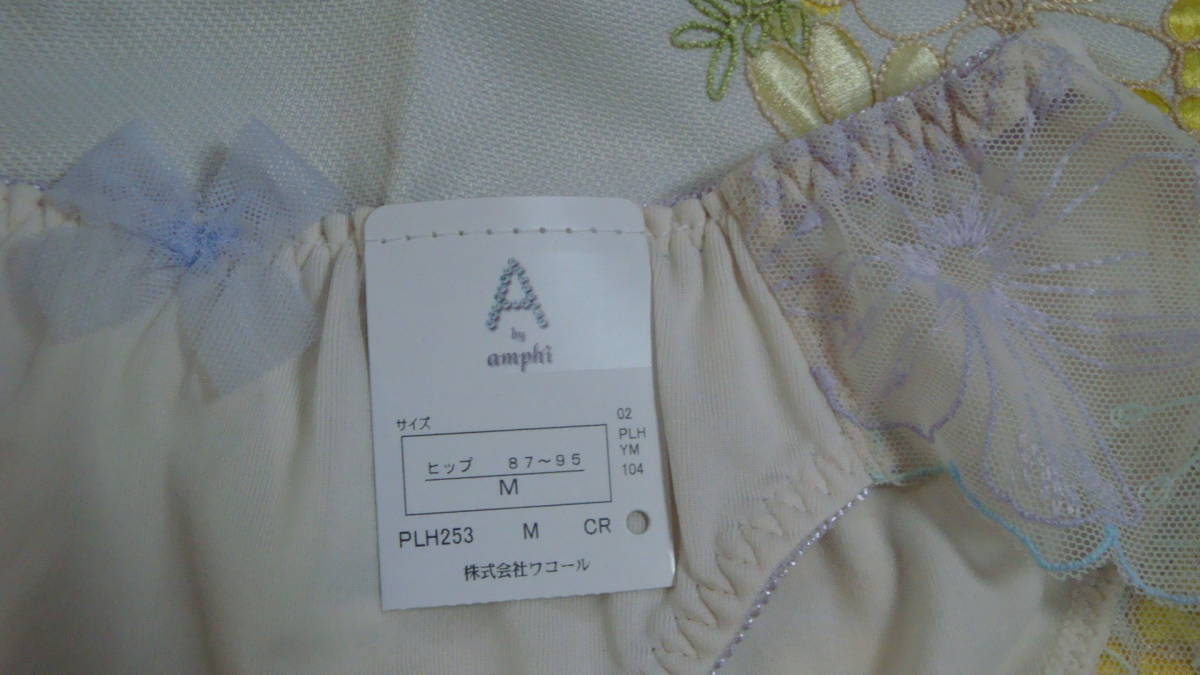 A
by
amphi
サイズ
ヒップ 87~95
M
02
PLH
YM
104
PLH253 M CR
株式会社ワコール